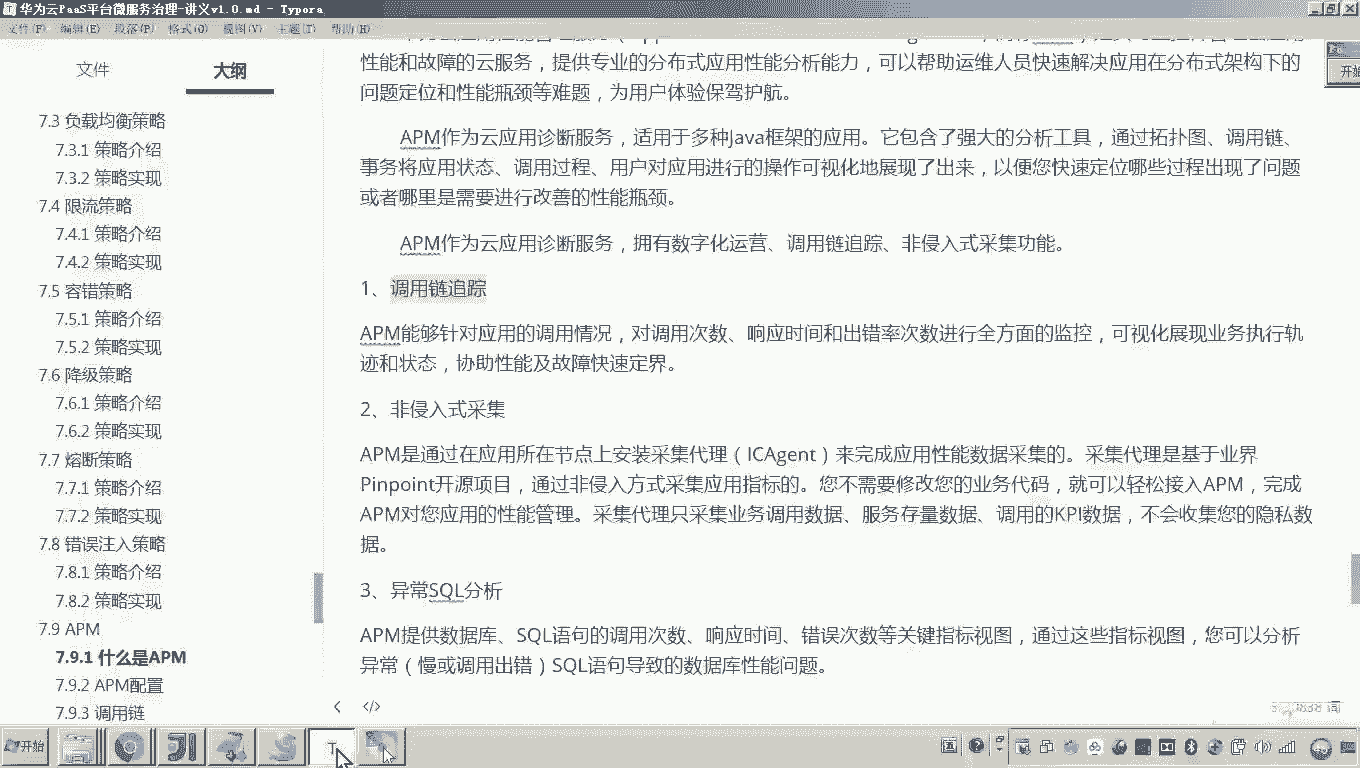 华为云PaaS平台微服务治理-讲义v1.0.md - Typora
文件(F) 编辑(E) 段落(P) 格式(O) 视图(V) 主题(T) 帮助(H)
文件 大纲
7.3 负载均衡策略
7.3.1 策略介绍
7.3.2 策略实现
7.4 限流策略
7.4.1 策略介绍
7.4.2 策略实现
7.5 容错策略
7.5.1 策略介绍
7.5.2 策略实现
7.6 降级策略
7.6.1 策略介绍
7.6.2 策略实现
7.7 熔断策略
7.7.1 策略介绍
7.7.2 策略实现
7.8 错误注入策略
7.8.1 策略介绍
7.8.2 策略实现
7.9 APM
7.9.1 什么是APM
7.9.2 APM配置
7.9.3 调用链
性能和故障的云服务，提供专业的分布式应用性能分析能力，可以帮助运维人员快速解决应用在分布式架构下的
问题定位和性能瓶颈等难题，为用户体验保驾护航。
APM作为云应用诊断服务，适用于多种Java框架的应用。它包含了强大的分析工具，通过拓扑图、调用链、
事务将应用状态、调用过程、用户对应用进行的操作可视化地展现了出来，以便您快速定位哪些过程出现了问题
或者哪里是需要进行改善的性能瓶颈。
APM作为云应用诊断服务，拥有数字化运营、调用链追踪、非侵入式采集功能。
1、调用链追踪
APM能够针对应用的调用情况，对调用次数、响应时间和出错率次数进行全方面的监控，可视化展现业务执行轨
迹和状态，协助性能及故障快速定界。
2、非侵入式采集
APM是通过在应用所在节点上安装采集代理（ICAgent）来完成应用性能数据采集的。采集代理是基于业界
Pinpoint开源项目，通过非侵入方式采集应用指标的。您不需要修改您的业务代码，就可以轻松接入APM，完成
APM对您应用的性能管理。采集代理只采集业务调用数据、服务存量数据、调用的KPI数据，不会收集您的隐私数
据。
3、异常SQL分析
APM提供数据库、SQL语句的调用次数、响应时间、错误次数等关键指标视图，通过这些指标视图，您可以分析
异常（慢或调用出错）SQL语句导致的数据库性能问题。
开始